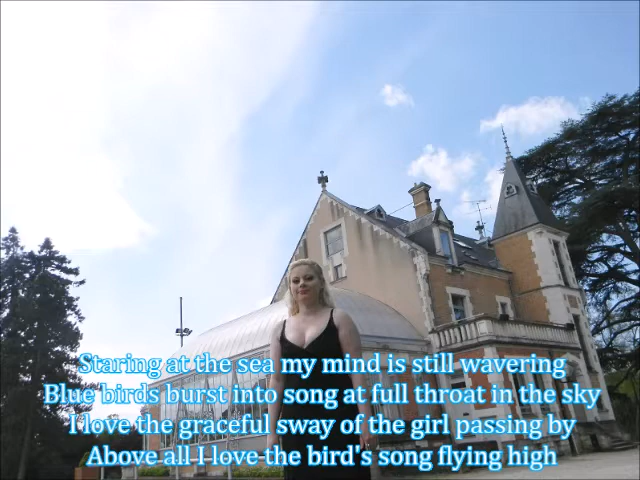 Staring at the sea my mind is still wavering
Blue birds burst into song at full throat in the sky
I love the graceful sway of the girl passing by
Above all I love the bird's song flying high